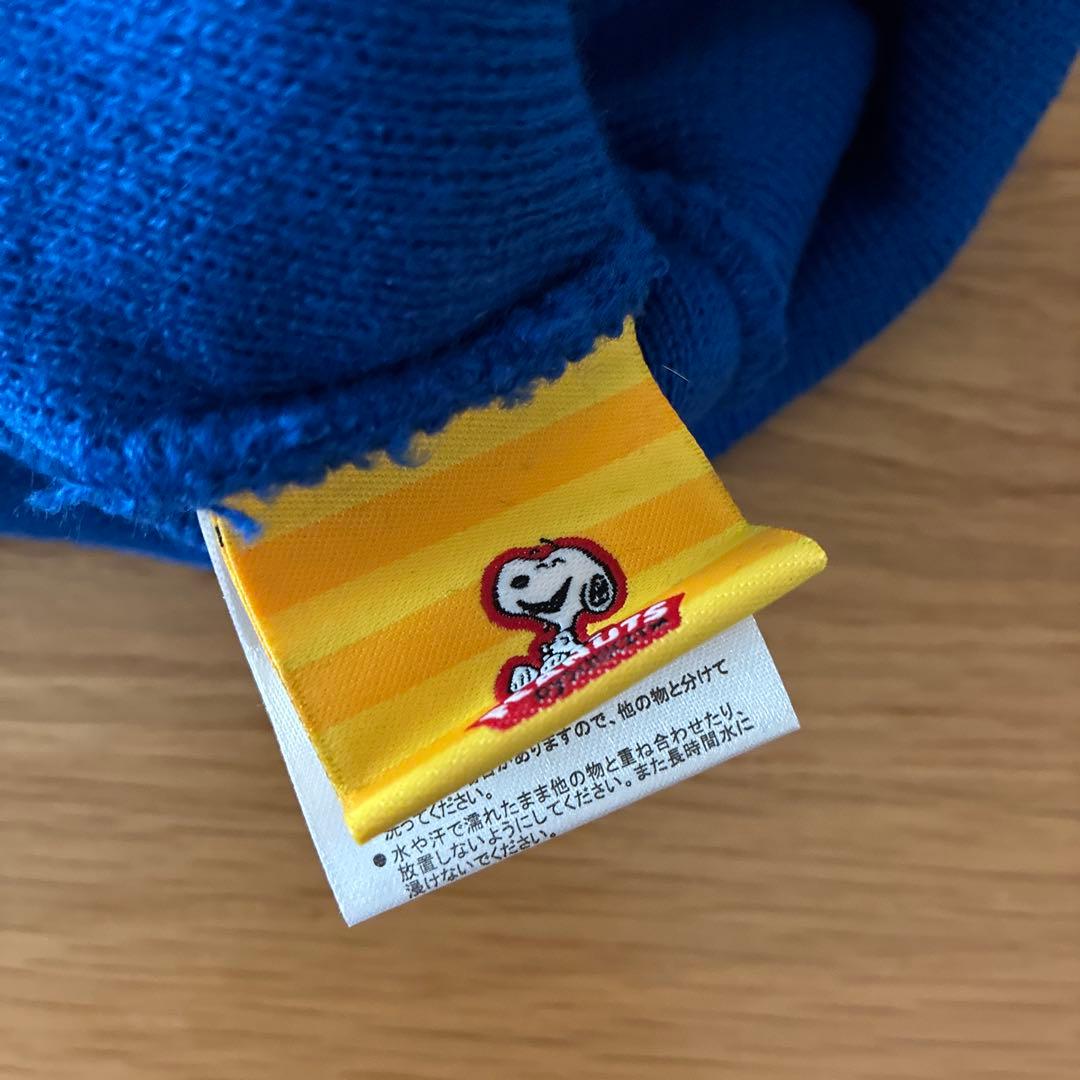 PEANUTS
がありますので、他の物と分けて
洗ってください。
●水や汗で濡れたまま他の物と重ね合わせたり、
放置しないようにしてください。また長時間水に
浸けないでください。